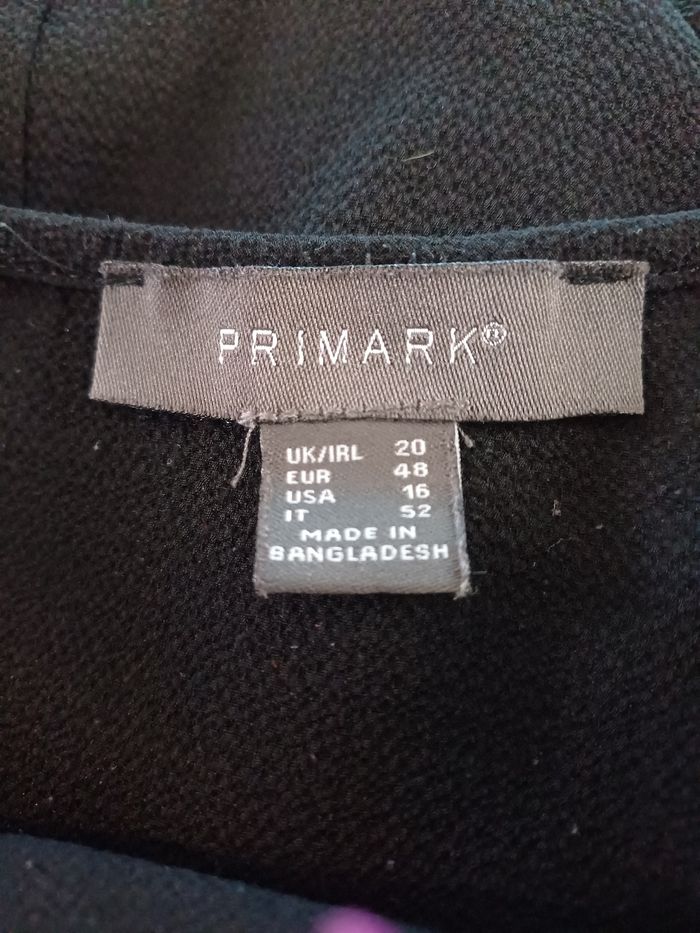 PRIMARK®
UK/IRL 20
EUR 48
USA 16
IT 52
MADE IN
BANGLADESH